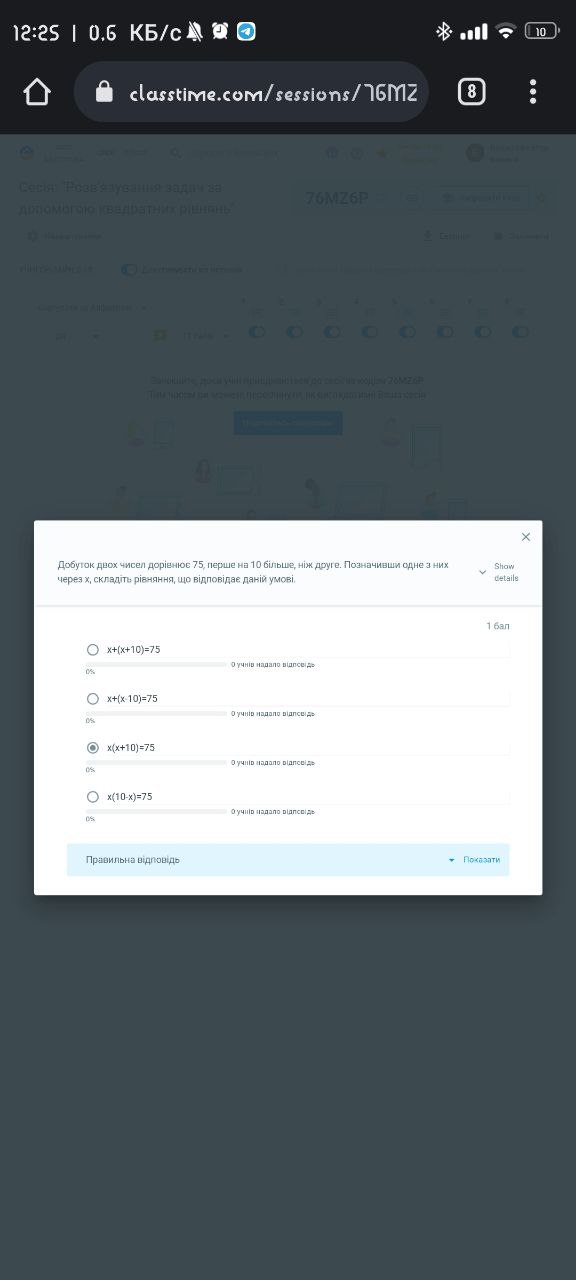 12:25 | 0.6 КБ/с
10
classtime.com/sessions/76MZ
8
Сесія: "Розв'язування задач за
допомогою квадратних рівнянь"
76MZ6P
Зачекайте, доки учні приєднаються до сесії за кодом 76MZ6P
Тим часом ви можете переглянути, як виглядатиме Ваша сесія
Добуток двох чисел дорівнює 75, перше на 10 більше, ніж друге. Позначивши одне з них
через x, складіть рівняння, що відповідає даній умові.
Show
details
1 бал
x+(x+10)=75
0 учнів надало відповідь
0%
x+(x-10)=75
0 учнів надало відповідь
0%
x(x+10)=75
0 учнів надало відповідь
0%
x(10-x)=75
0 учнів надало відповідь
0%
Правильна відповідь
Показати